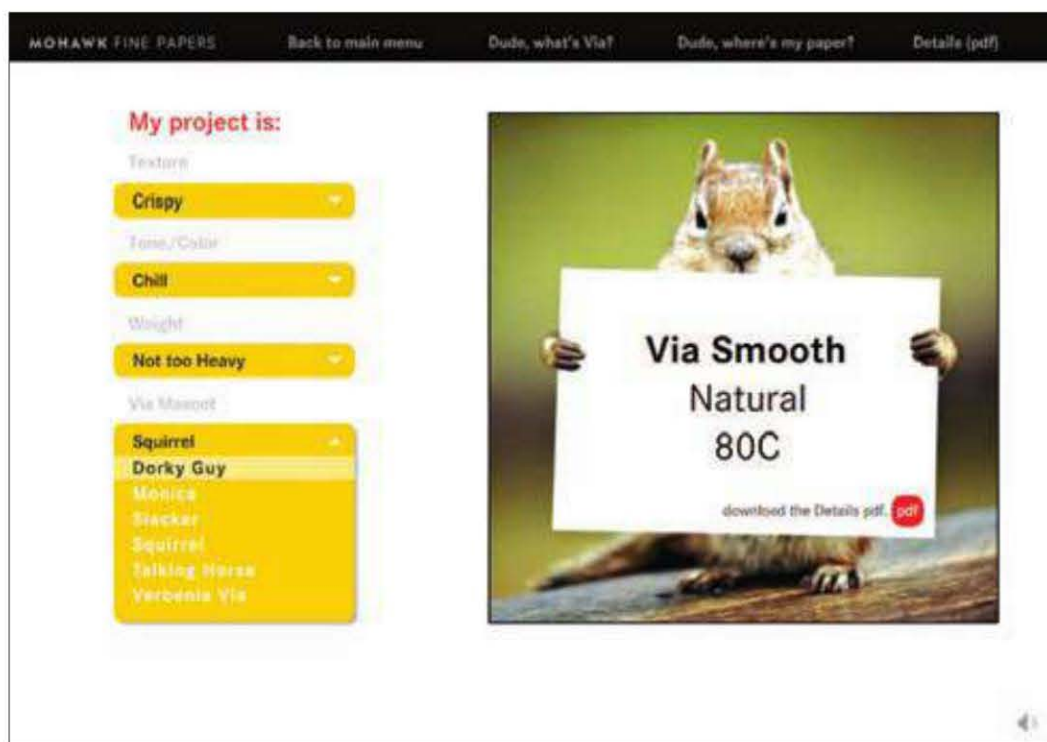 MOHAWK FINE PAPERS
Back to main menu
Dude, what's Via?
Dude, where's my paper?
Details (pdf)
My project is:
Texture
Crispy
Tone/Color
Chill
Weight
Not too Heavy
Via Mascot
Squirrel
Dorky Guy
Monica
Slacker
Squirrel
Talking Horse
Verbenia Via
Via Smooth
Natural
80C
download the Details pdf. pdf